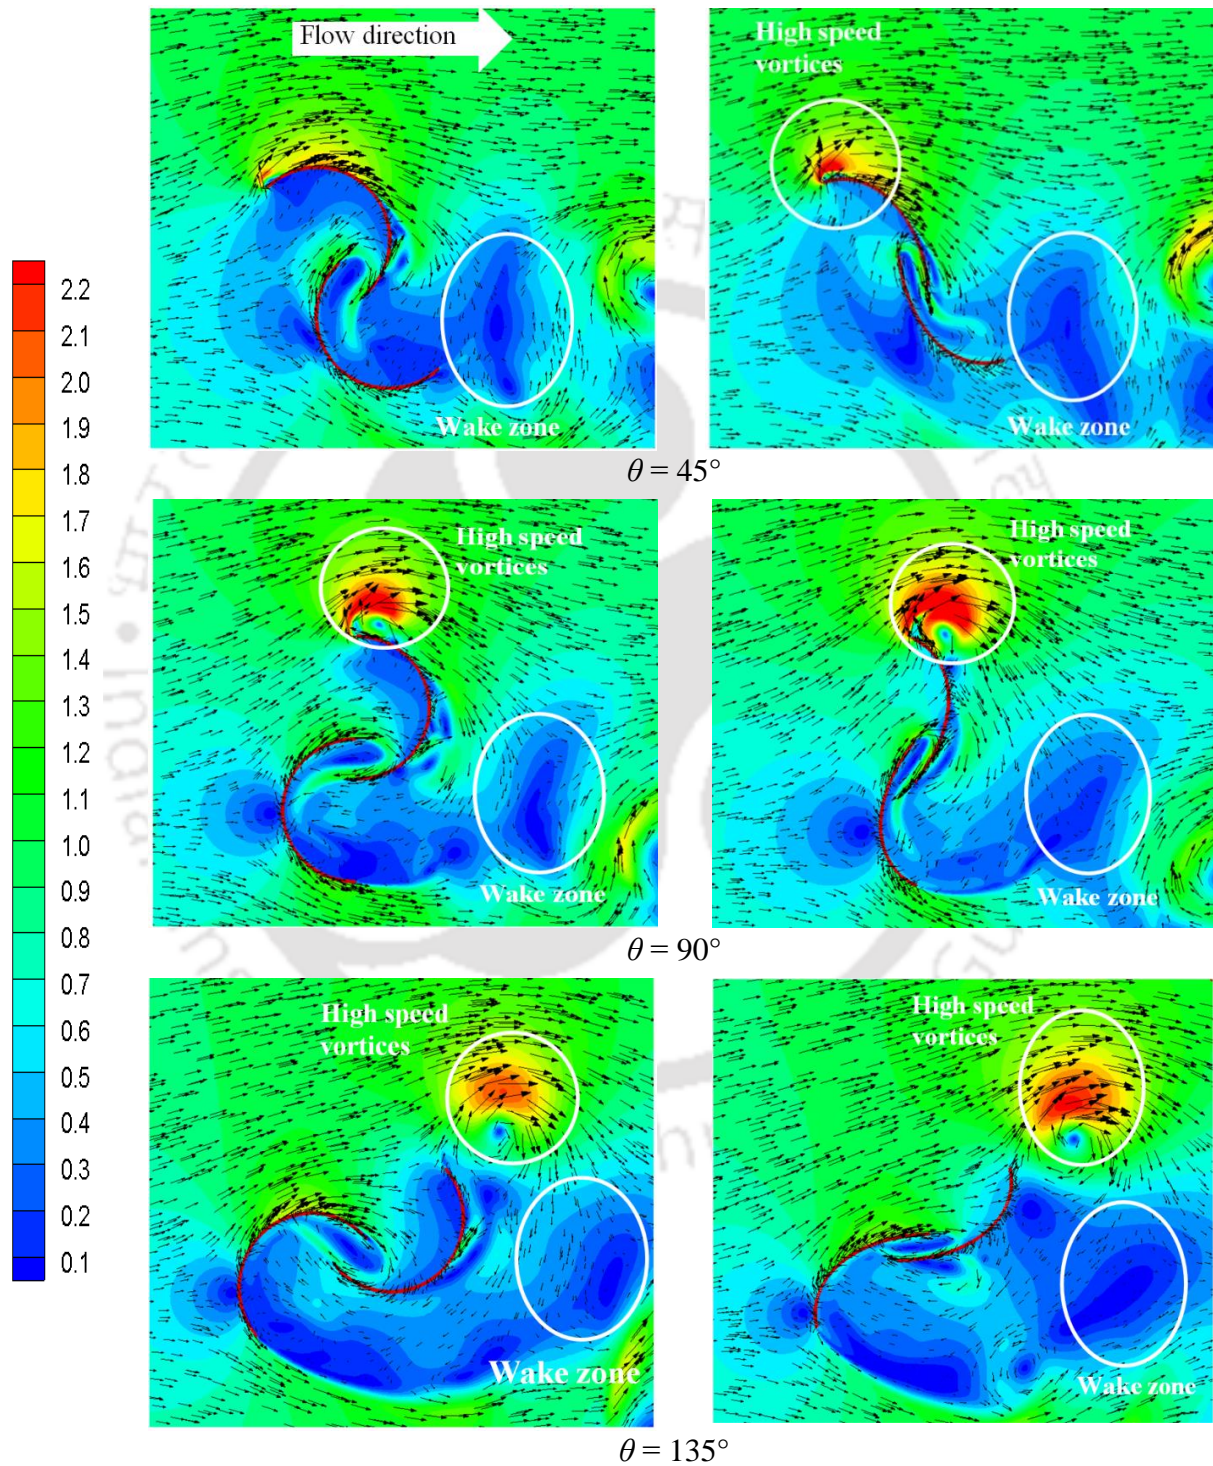 Flow direction
High speed
vortices
Wake zone
Wake zone
θ = 45°
High speed
vortices
High speed
vortices
Wake zone
Wake zone
θ = 90°
High speed
vortices
High speed
vortices
Wake zone
Wake zone
θ = 135°
2.2
2.1
2.0
1.9
1.8
1.7
1.6
1.5
1.4
1.3
1.2
1.1
1.0
0.9
0.8
0.7
0.6
0.5
0.4
0.3
0.2
0.1